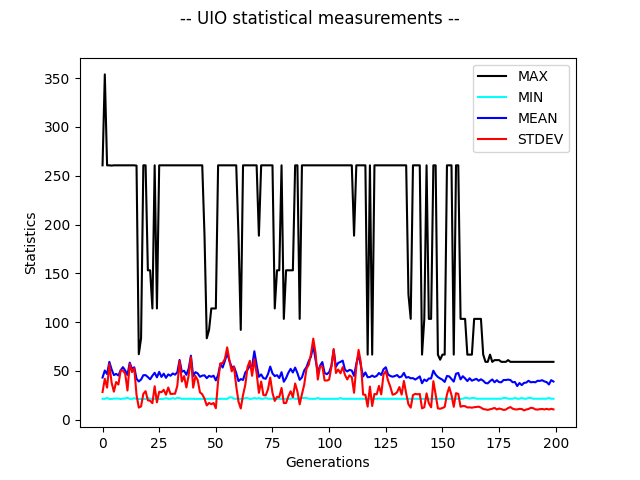 -- UIO statistical measurements --
MAX
MIN
MEAN
STDEV
Statistics
350
300
250
200
150
100
50
0
0 25 50 75 100 125 150 175 200
Generations